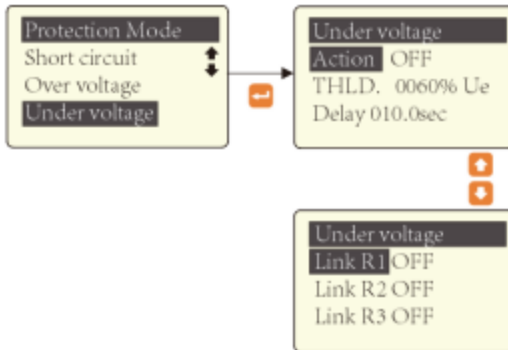 Protection Mode
Short circuit
Over voltage
Under voltage
Under voltage
Action OFF
THLD. 0060% Ue
Delay 010.0sec
Under voltage
Link R1 OFF
Link R2 OFF
Link R3 OFF